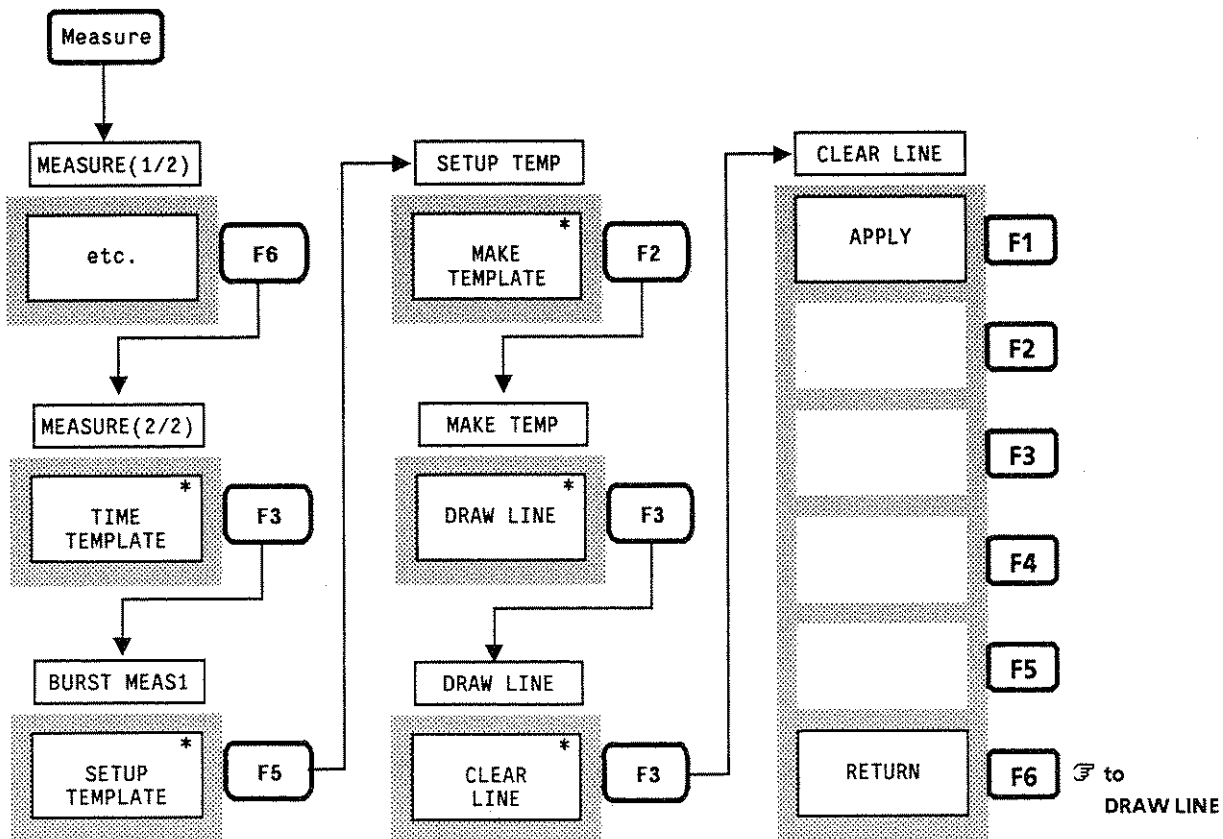 Measure
MEASURE(1/2)
etc.
F6
MEASURE(2/2)
*
TIME
TEMPLATE
F3
BURST MEAS1
*
SETUP
TEMPLATE
F5
SETUP TEMP
*
MAKE
TEMPLATE
F2
MAKE TEMP
*
DRAW LINE
F3
DRAW LINE
*
CLEAR
LINE
F3
CLEAR LINE
APPLY
F1
F2
F3
F4
F5
RETURN
F6
☞ to
DRAW LINE